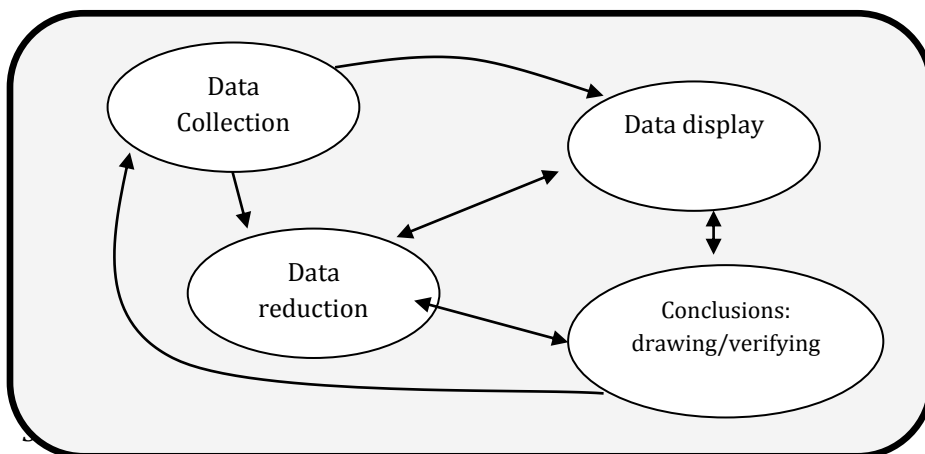 Data
Collection
Data display
Data
reduction
Conclusions:
drawing/verifying